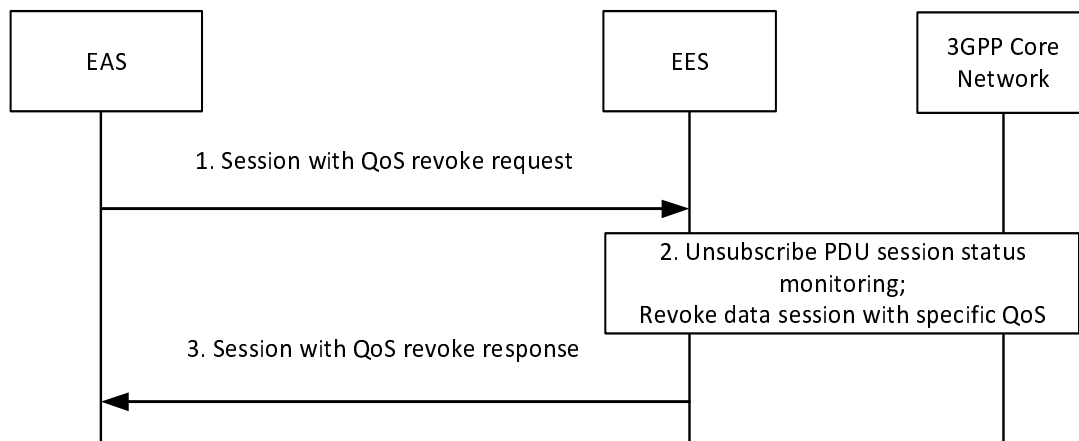 EAS
EES
3GPP Core
Network
1. Session with QoS revoke request
2. Unsubscribe PDU session status
monitoring;
Revoke data session with specific QoS
3. Session with QoS revoke response